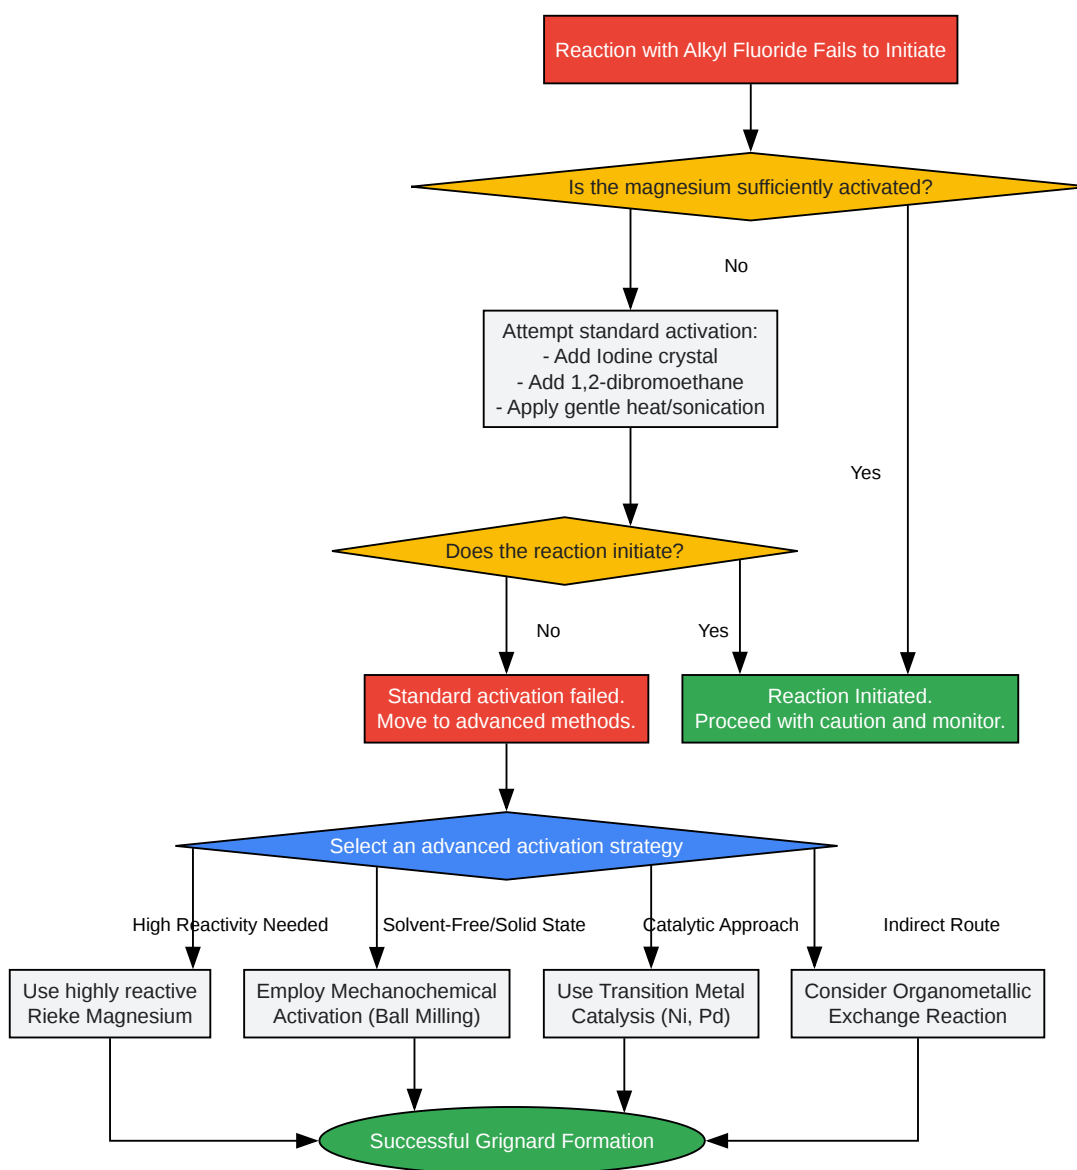 Reaction with Alkyl Fluoride Fails to Initiate
Is the magnesium sufficiently activated?
No
Attempt standard activation:
- Add Iodine crystal
- Add 1,2-dibromoethane
- Apply gentle heat/sonication
Yes
Does the reaction initiate?
No
Yes
Standard activation failed.
Move to advanced methods.
Reaction Initiated.
Proceed with caution and monitor.
Select an advanced activation strategy
High Reactivity Needed
Solvent-Free/Solid State
Catalytic Approach
Indirect Route
Use highly reactive
Rieke Magnesium
Employ Mechanochemical
Activation (Ball Milling)
Use Transition Metal
Catalysis (Ni, Pd)
Consider Organometallic
Exchange Reaction
Successful Grignard Formation